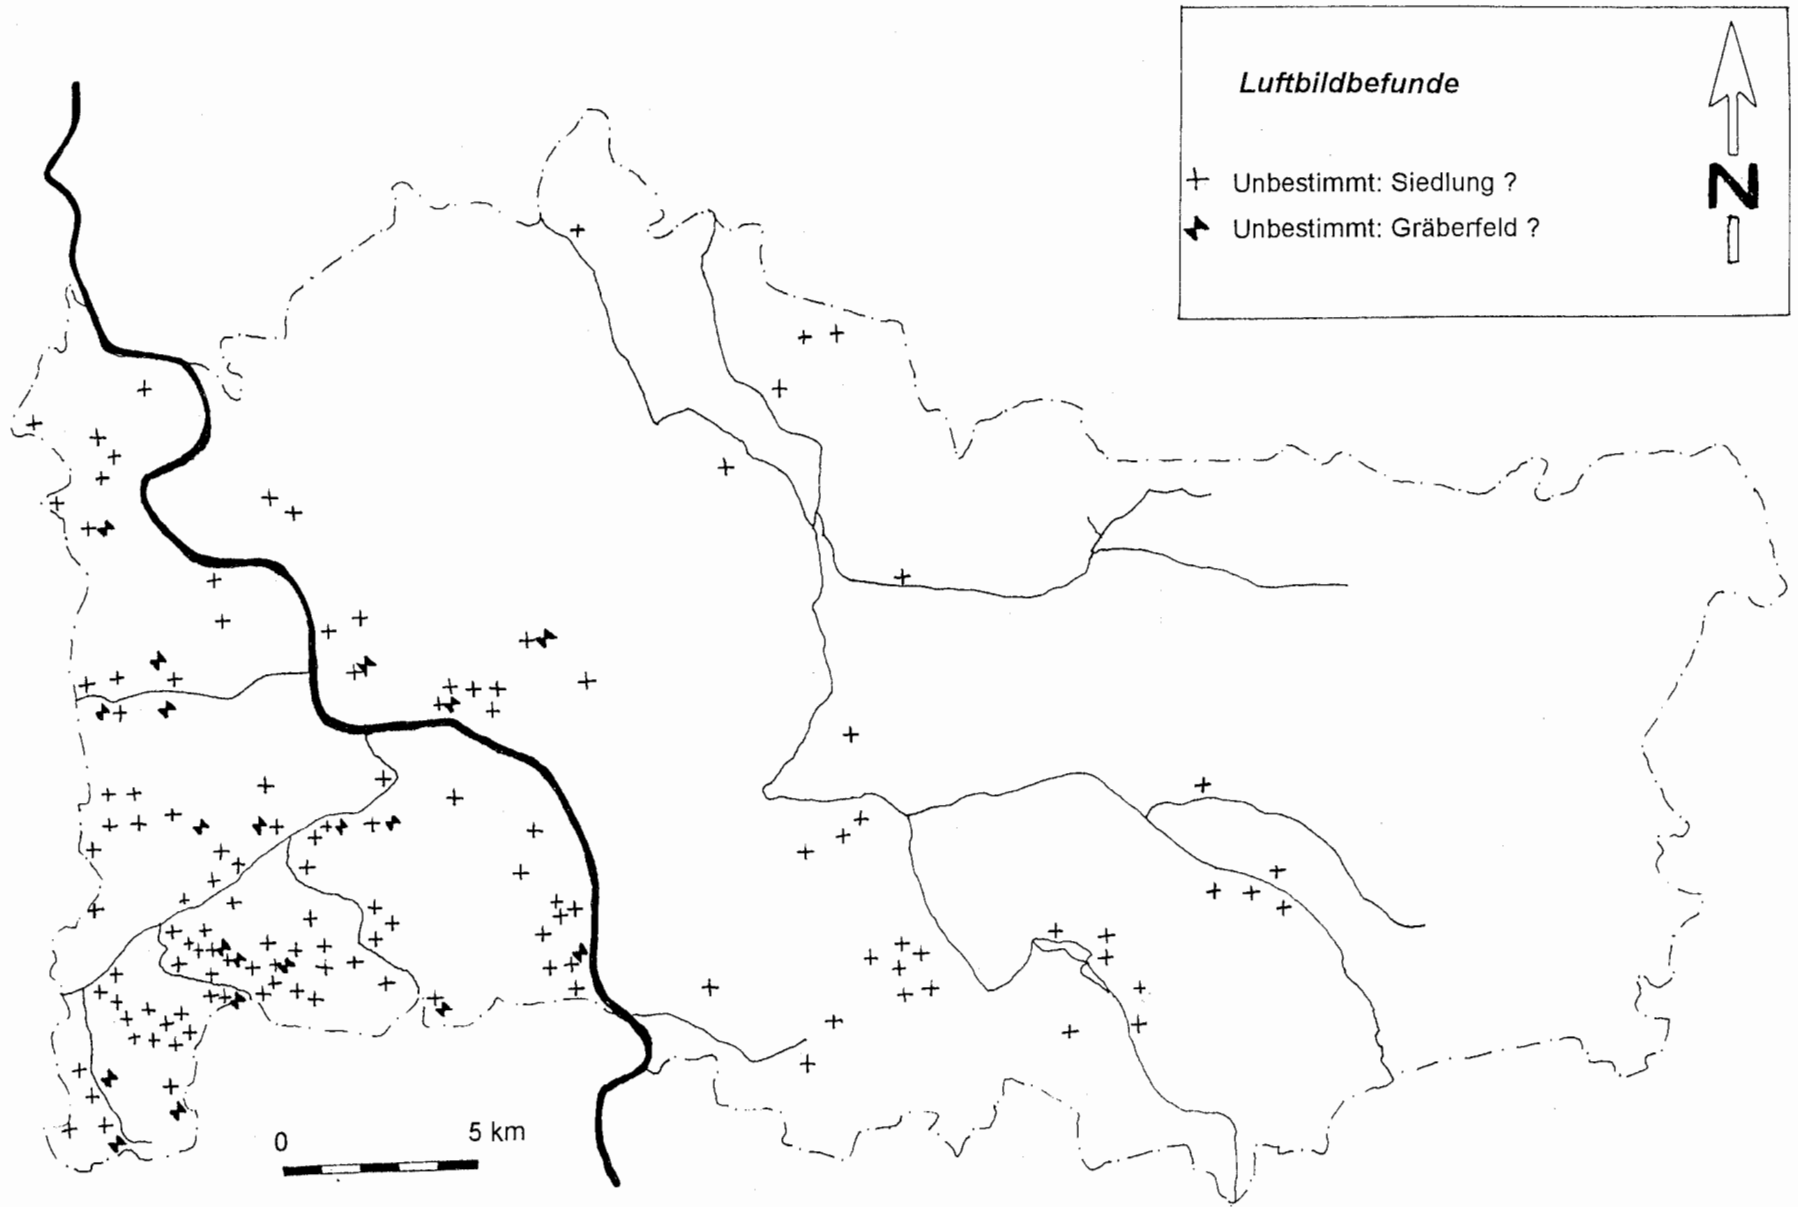 Luftbildbefunde
Unbestimmt: Siedlung ?
Unbestimmt: Gräberfeld ?
N
0 5 km